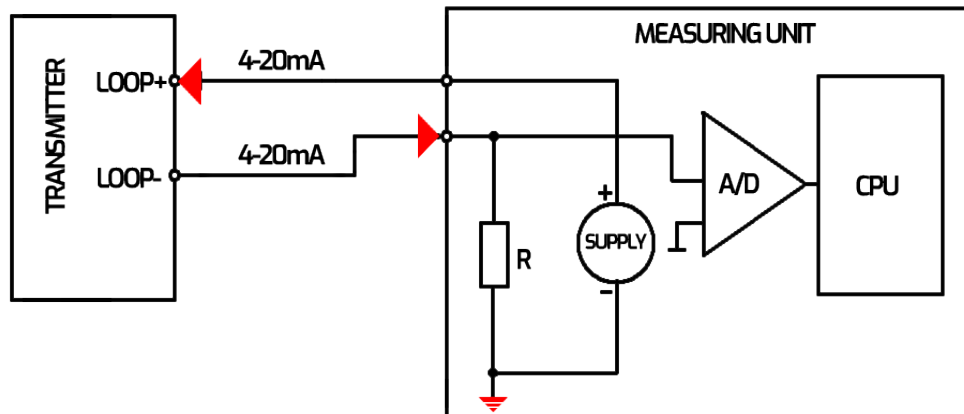 MEASURING UNIT
4-20mA
LOOP+
TRANSMITTER
4-20mA
LOOP-
A/D
CPU
+
SUPPLY
-
R